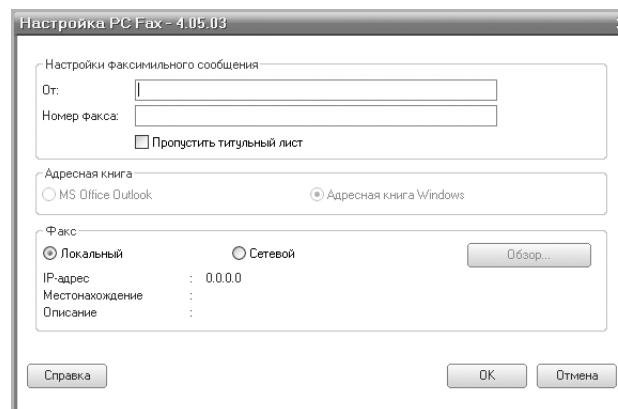 Настройка PC Fax - 4.05.03
Настройки факсимильного сообщения
От:
Номер факса:
Пропустить титульный лист
Адресная книга
MS Office Outlook Адресная книга Windows
Факс
Локальный Сетевой Обзор...
IP-адрес : 0.0.0.0
Местонахождение :
Описание :
Справка OK Отмена